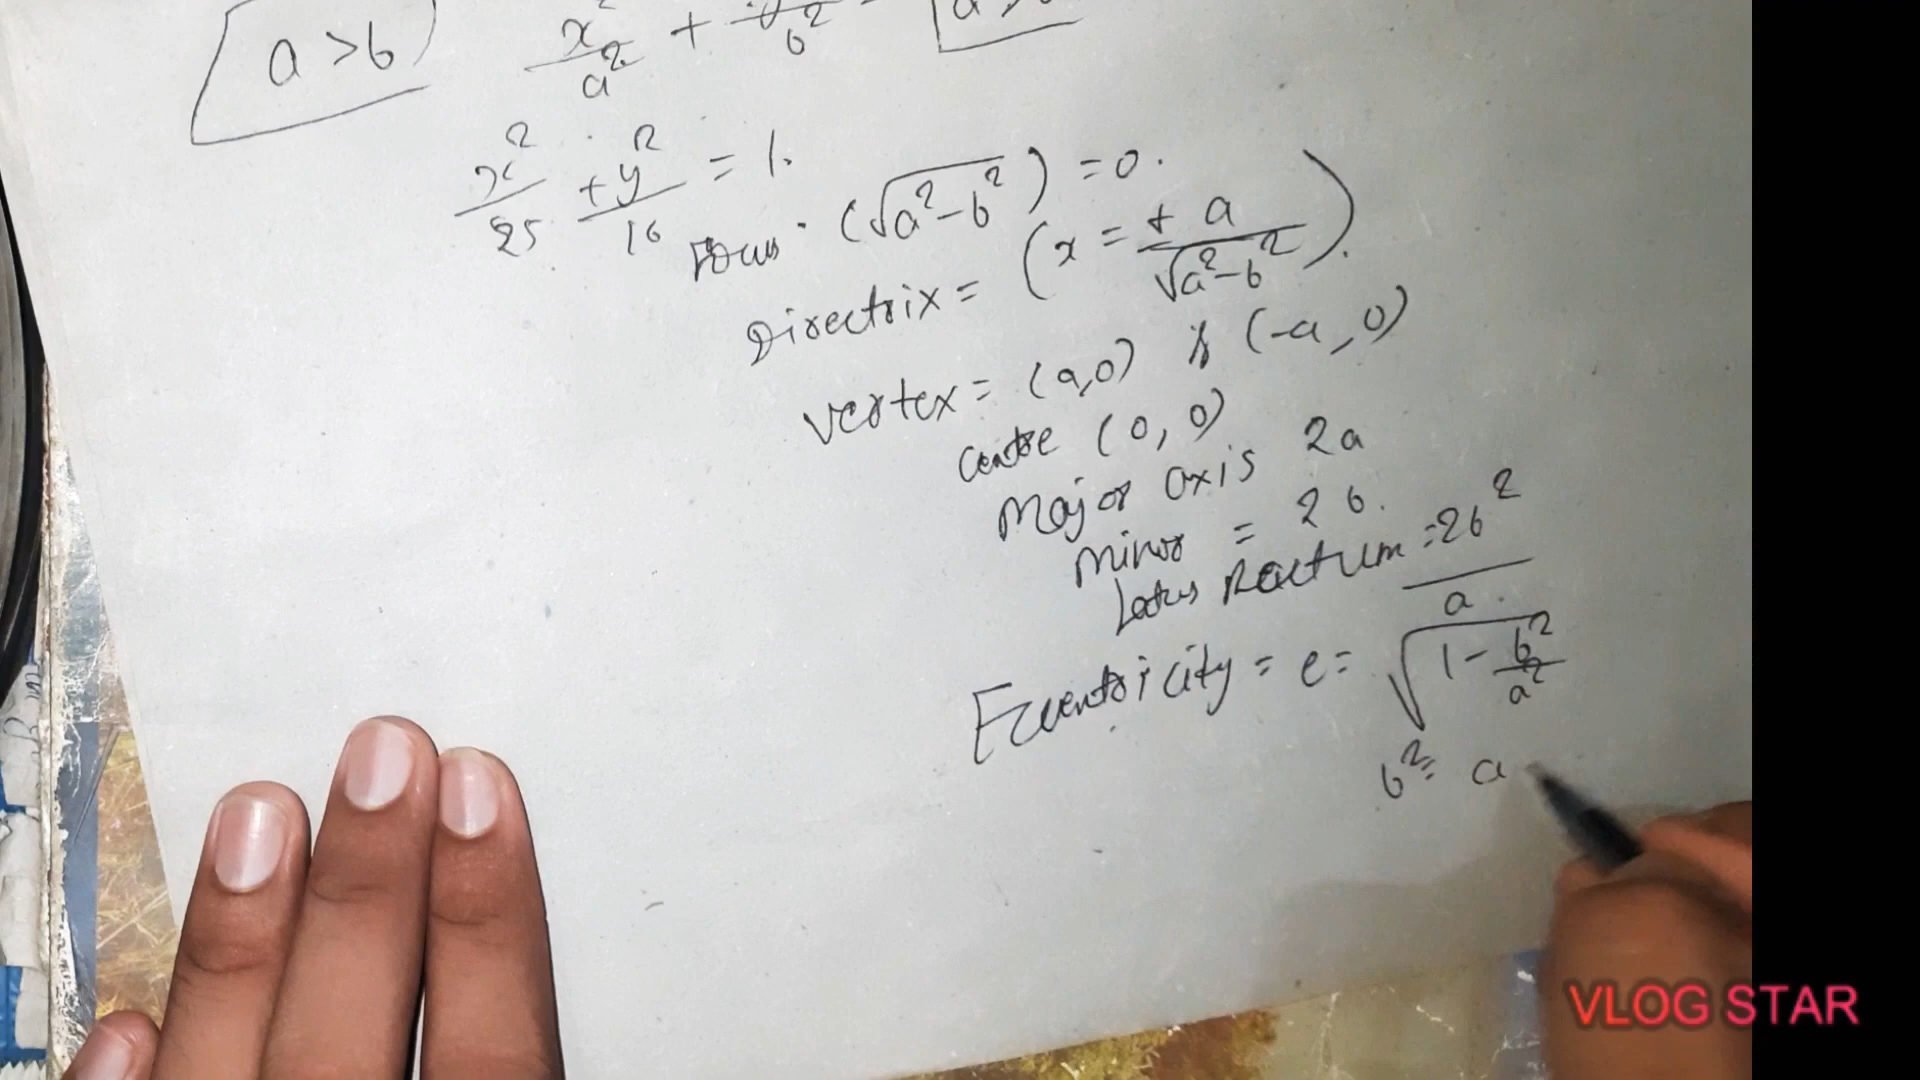 a > b
x²/a² + y²/b²
x²/25 + y²/16 = 1.
Focus · (√a²-b²) = 0.
Directrix = (x = ± a/√a²-b²).
Vertex = (a,0) & (-a,0)
Centre (0,0)
Major axis 2a
minor = 2b.
Latus Rectum = 2b²/a.
Eccentricity = e = √1 - b²/a²
b² = a
VLOG STAR